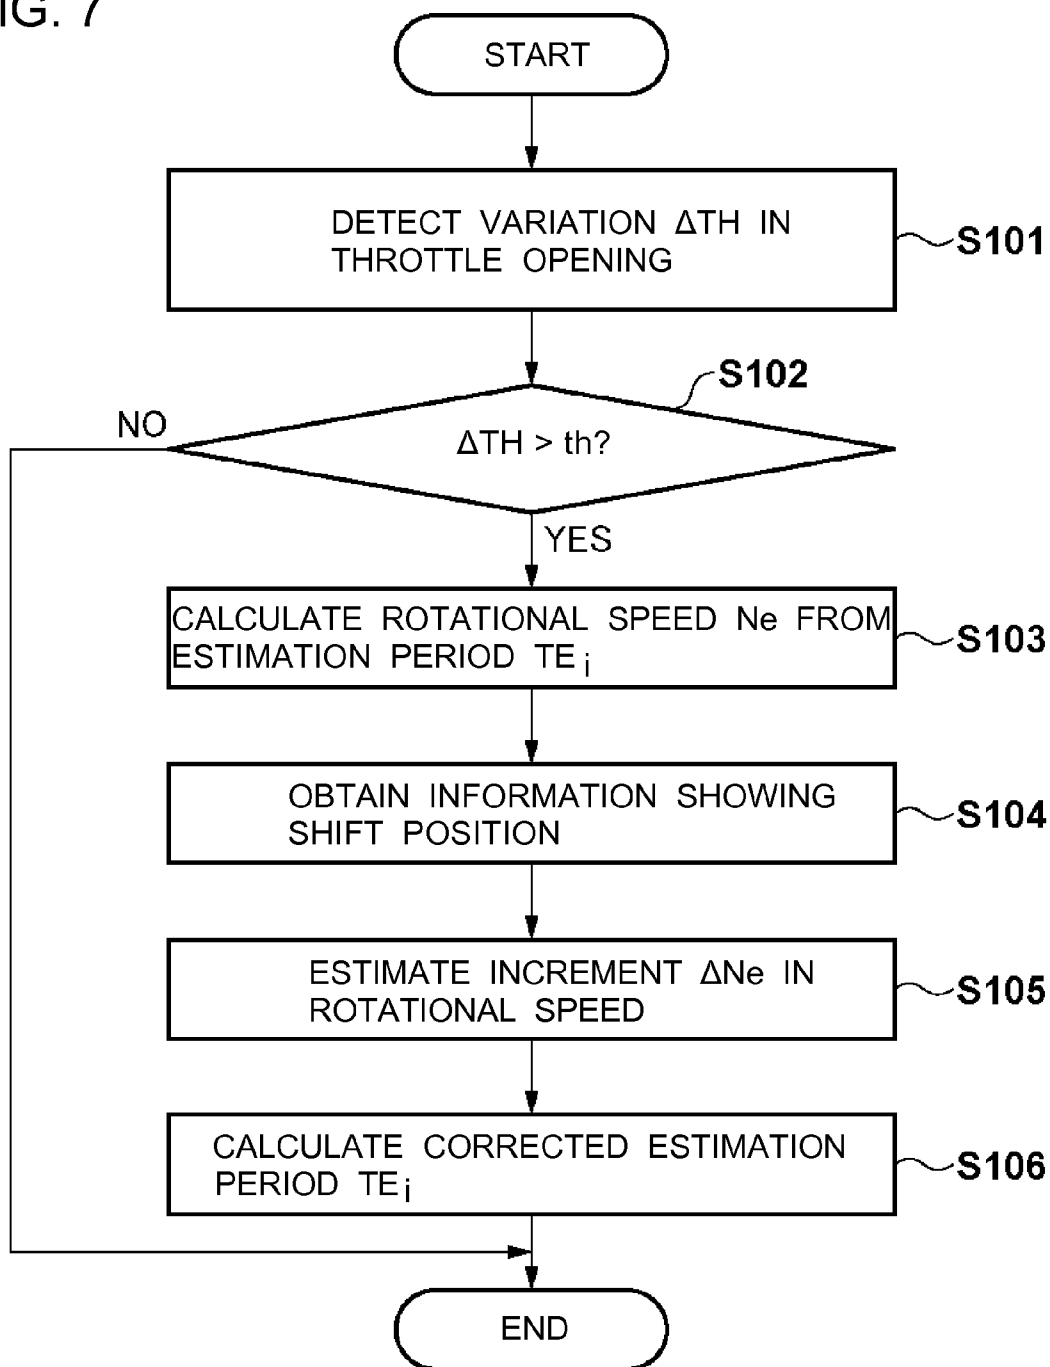 IG. 7
START
DETECT VARIATION ΔTH IN
THROTTLE OPENING
S101
S102
NO
ΔTH > th?
YES
CALCULATE ROTATIONAL SPEED Ne FROM
ESTIMATION PERIOD TEi
S103
OBTAIN INFORMATION SHOWING
SHIFT POSITION
S104
ESTIMATE INCREMENT ΔNe IN
ROTATIONAL SPEED
S105
CALCULATE CORRECTED ESTIMATION
PERIOD TEi
S106
END